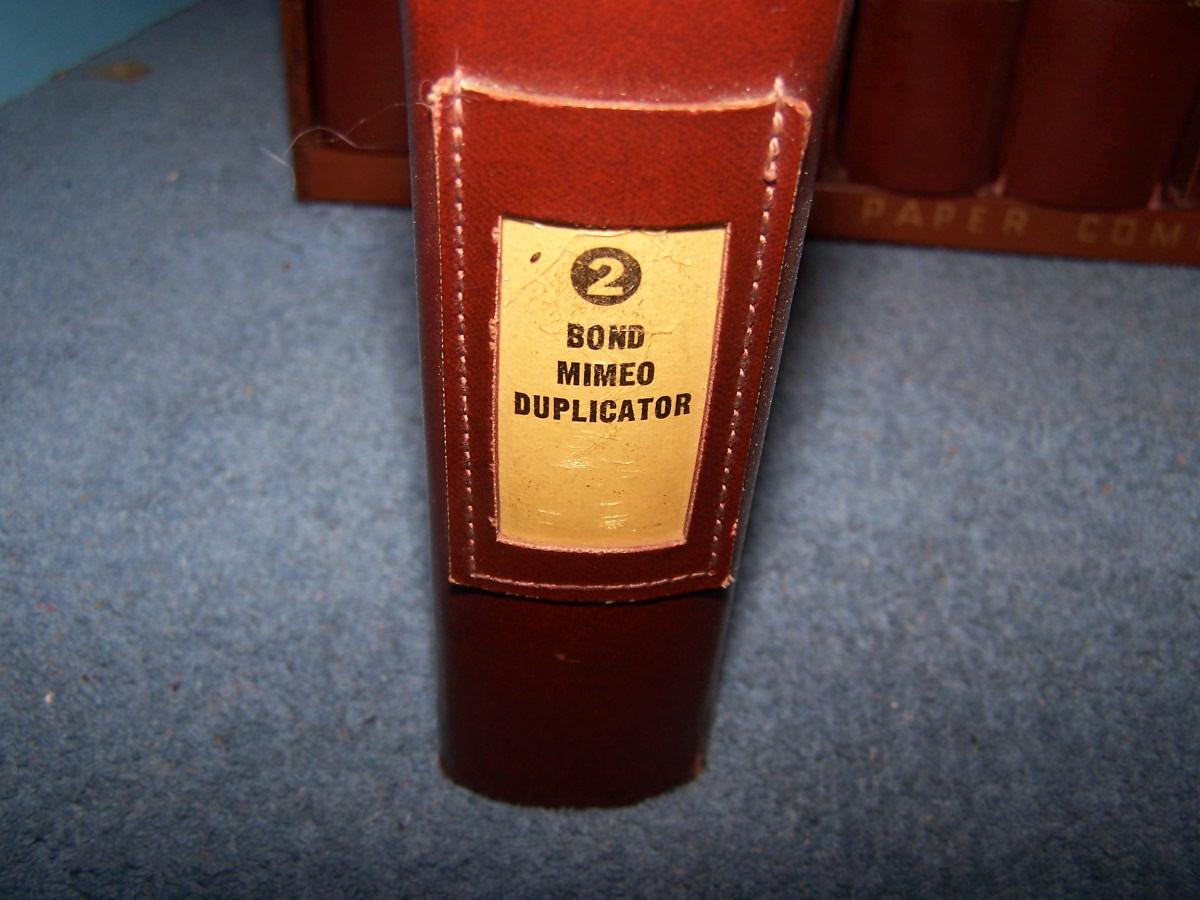 2
BOND
MIMEO
DUPLICATOR
PAPER COM